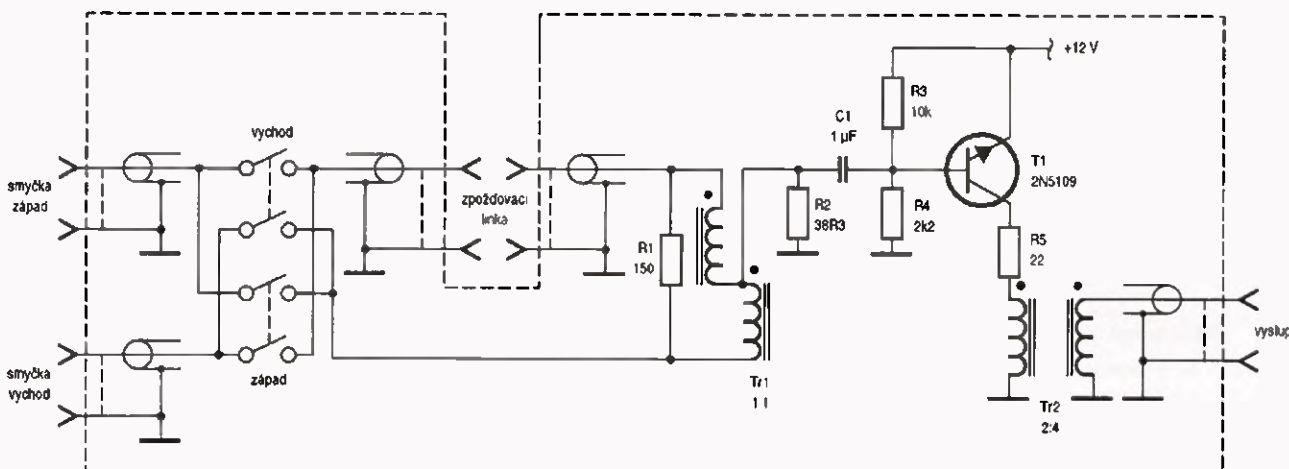 +12 V
R3
10k
C1
1 µF
T1
2N5109
vychod
smyčka
západ
zpožďovací
linka
R1
150
R2
38R3
R4
2k2
R5
22
smyčka
vychod
západ
Tr1
1:1
Tr2
2:4
vystup